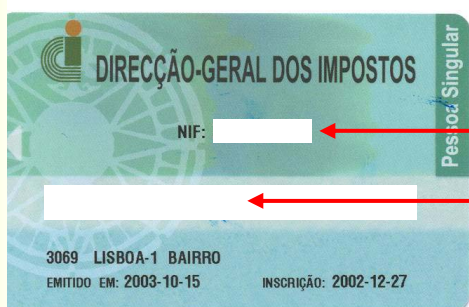 DIRECÇÃO-GERAL DOS IMPOSTOS
Pessoa Singular
NIF:
3069 LISBOA-1 BAIRRO
EMITIDO EM: 2003-10-15 INSCRIÇÃO: 2002-12-27